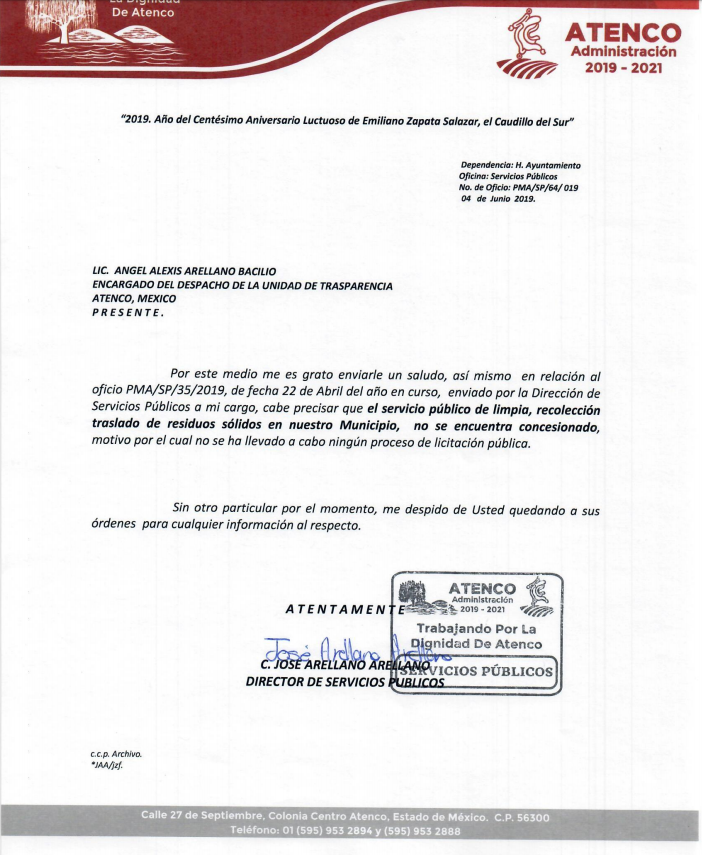 La Dignidad
De Atenco
ATENCO
Administración
2019 - 2021
"2019. Año del Centésimo Aniversario Luctuoso de Emiliano Zapata Salazar, el Caudillo del Sur"
Dependencia: H. Ayuntamiento
Oficina: Servicios Públicos
No. de Oficio: PMA/SP/64/ 019
04 de Junio 2019.
LIC. ANGEL ALEXIS ARELLANO BACILIO
ENCARGADO DEL DESPACHO DE LA UNIDAD DE TRASPARENCIA
ATENCO, MEXICO
P R E S E N T E .
Por este medio me es grato enviarle un saludo, así mismo en relación al
oficio PMA/SP/35/2019, de fecha 22 de Abril del año en curso, enviado por la Dirección de
Servicios Públicos a mi cargo, cabe precisar que el servicio público de limpia, recolección
traslado de residuos sólidos en nuestro Municipio, no se encuentra concesionado,
motivo por el cual no se ha llevado a cabo ningún proceso de licitación pública.
Sin otro particular por el momento, me despido de Usted quedando a sus
órdenes para cualquier información al respecto.
A T E N T A M E N T E
ATENCO
Administración
2019 - 2021
Trabajando Por La
Dignidad De Atenco
SERVICIOS PÚBLICOS
José Arellano Arellano
C. JOSÉ ARELLANO ARELLANO
DIRECTOR DE SERVICIOS PUBLICOS
c.c.p. Archivo.
*JAA/jzf.
Calle 27 de Septiembre, Colonia Centro Atenco, Estado de México. C.P. 56300
Teléfono: 01 (595) 953 2894 y (595) 953 2888